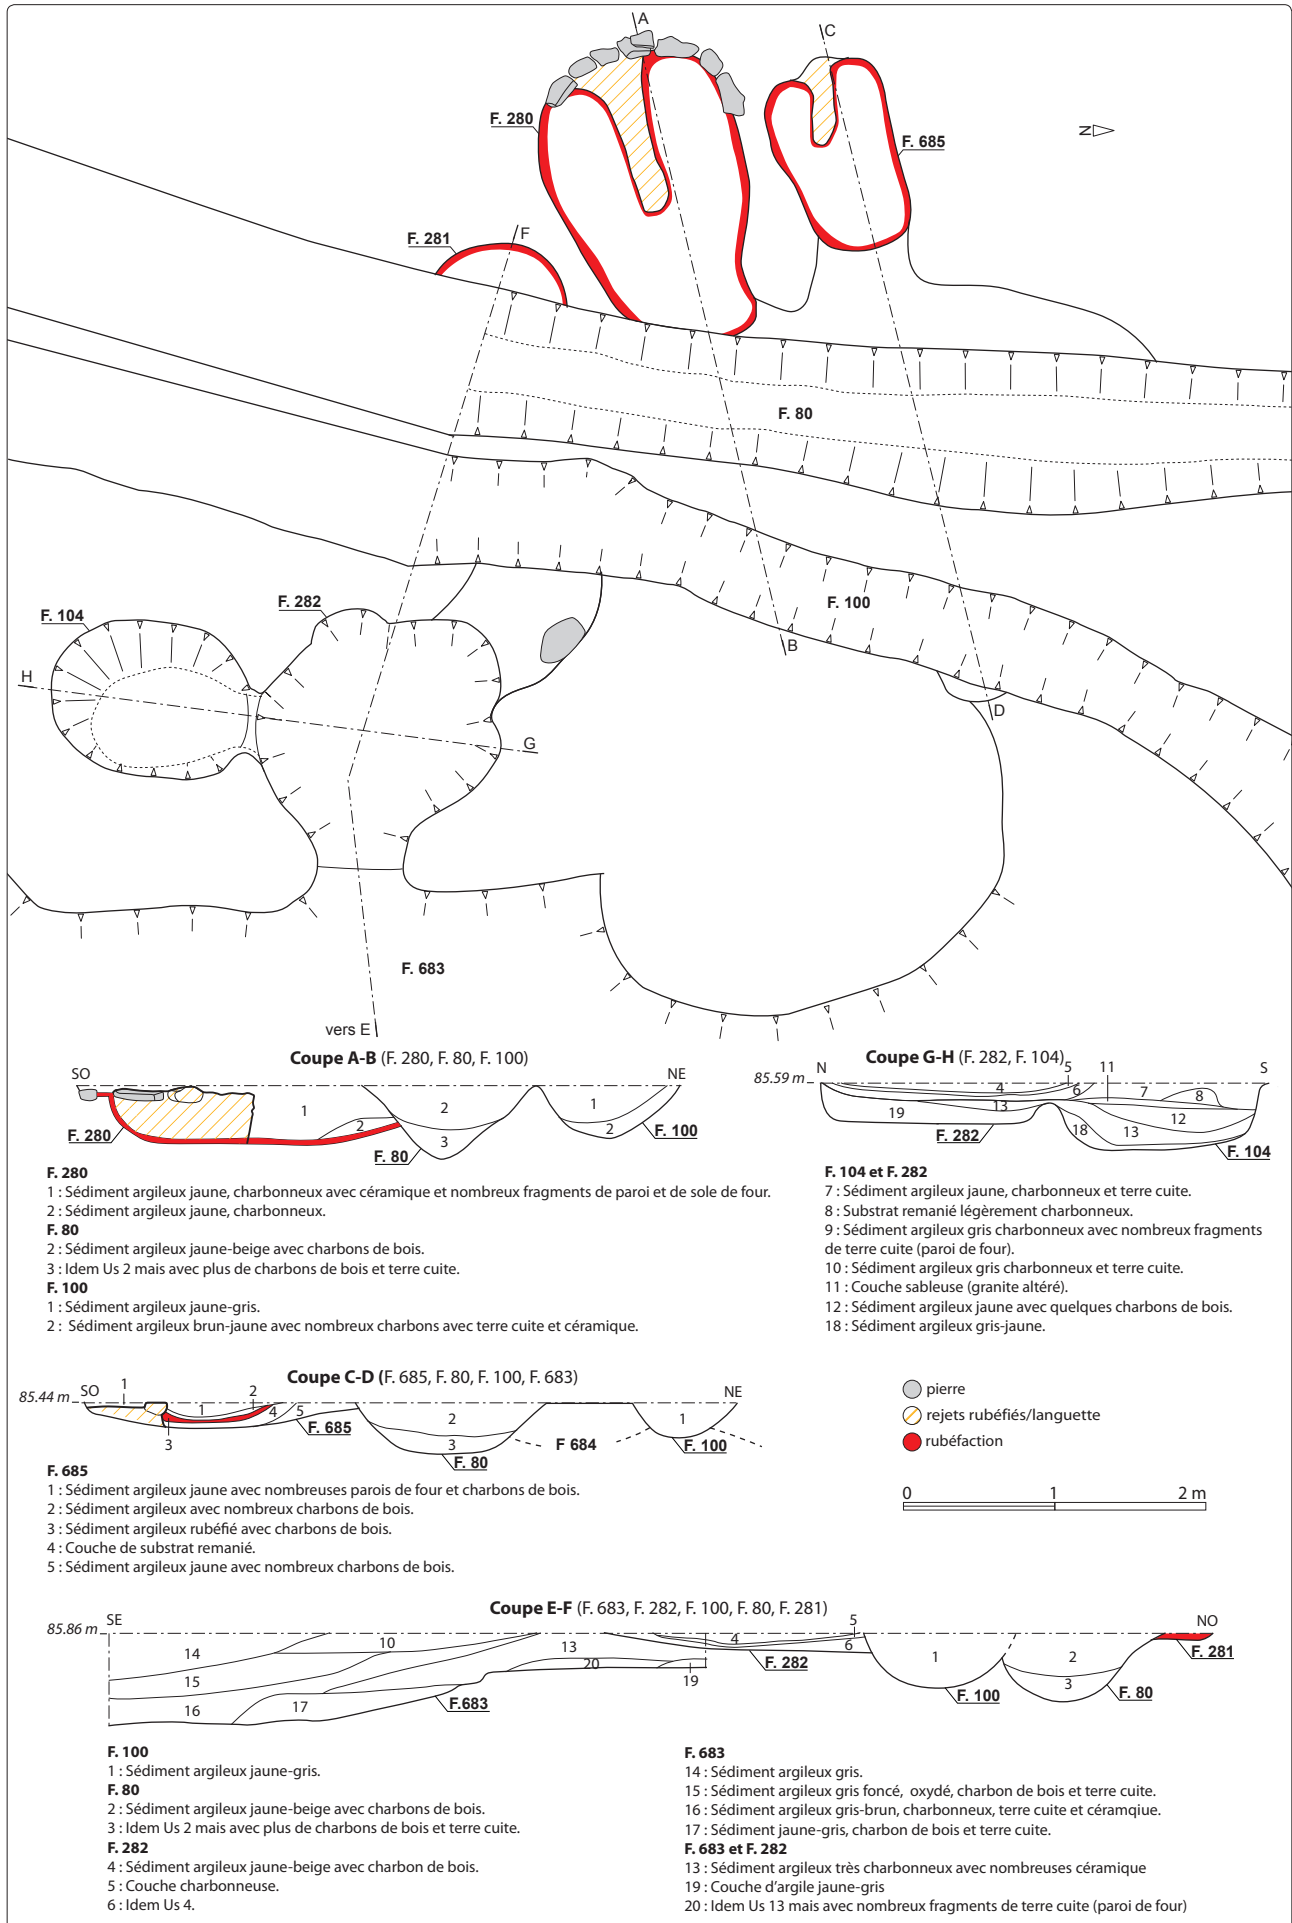 A
C
F. 280
F. 685
N
F. 281
F
F. 80
F. 282
F. 104
F. 100
B
H
D
G
F. 683
vers E
Coupe A-B (F. 280, F. 80, F. 100)
SO
NE
1
2
2
3
1
2
F. 280
F. 80
F. 100
Coupe G-H (F. 282, F. 104)
N
S
85.59 m
5
11
4
6
7
8
19
13
12
18
13
F. 282
F. 104
F. 280
1 : Sédiment argileux jaune, charbonneux avec céramique et nombreux fragments de paroi et de sole de four.
2 : Sédiment argileux jaune, charbonneux.
F. 80
2 : Sédiment argileux jaune-beige avec charbons de bois.
3 : Idem Us 2 mais avec plus de charbons de bois et terre cuite.
F. 100
1 : Sédiment argileux jaune-gris.
2 : Sédiment argileux brun-jaune avec nombreux charbons avec terre cuite et céramique.
F. 104 et F. 282
7 : Sédiment argileux jaune, charbonneux et terre cuite.
8 : Substrat remanié légèrement charbonneux.
9 : Sédiment argileux gris charbonneux avec nombreux fragments
de terre cuite (paroi de four).
10 : Sédiment argileux gris charbonneux et terre cuite.
11 : Couche sableuse (granite altéré).
12 : Sédiment argileux jaune avec quelques charbons de bois.
18 : Sédiment argileux gris-jaune.
Coupe C-D (F. 685, F. 80, F. 100, F. 683)
85.44 m
SO
NE
1
1
2
4
5
3
F. 685
2
3
F. 80
F 684
1
F. 100
pierre
rejets rubéfiés/languette
rubéfaction
0 1 2 m
F. 685
1 : Sédiment argileux jaune avec nombreuses parois de four et charbons de bois.
2 : Sédiment argileux avec nombreux charbons de bois.
3 : Sédiment argileux rubéfié avec charbons de bois.
4 : Couche de substrat remanié.
5 : Sédiment argileux jaune avec nombreux charbons de bois.
Coupe E-F (F. 683, F. 282, F. 100, F. 80, F. 281)
85.86 m
SE
NO
14
10
13
4
5
6
15
20
19
16
17
1
2
3
F.683
F. 282
F. 100
F. 80
F. 281
F. 100
1 : Sédiment argileux jaune-gris.
F. 80
2 : Sédiment argileux jaune-beige avec charbons de bois.
3 : Idem Us 2 mais avec plus de charbons de bois et terre cuite.
F. 282
4 : Sédiment argileux jaune-beige avec charbon de bois.
5 : Couche charbonneuse.
6 : Idem Us 4.
F. 683
14 : Sédiment argileux gris.
15 : Sédiment argileux gris foncé, oxydé, charbon de bois et terre cuite.
16 : Sédiment argileux gris-brun, charbonneux, terre cuite et céramqiue.
17 : Sédiment jaune-gris, charbon de bois et terre cuite.
F. 683 et F. 282
13 : Sédiment argileux très charbonneux avec nombreuses céramique
19 : Couche d'argile jaune-gris
20 : Idem Us 13 mais avec nombreux fragments de terre cuite (paroi de four)